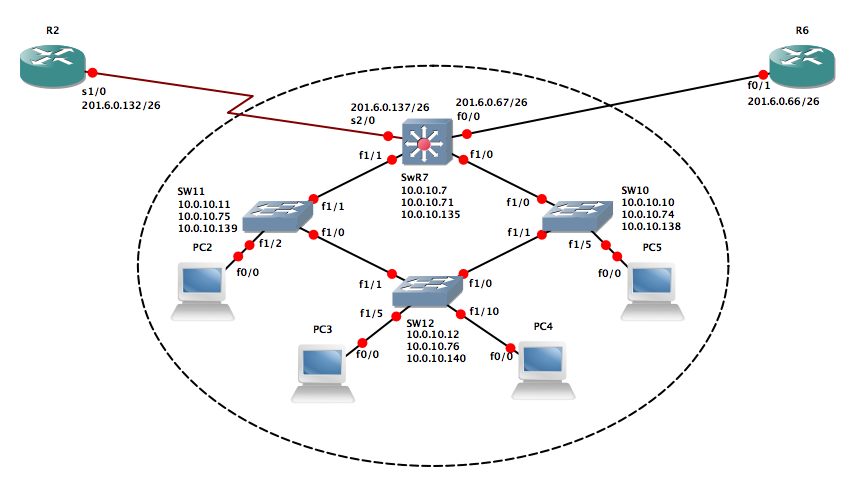 R2
R6
s1/0
201.6.0.132/26
f0/1
201.6.0.66/26
201.6.0.137/26
s2/0
201.6.0.67/26
f0/0
f1/1
f1/0
SwR7
10.0.10.7
10.0.10.71
10.0.10.135
SW11
10.0.10.11
10.0.10.75
10.0.10.139
f1/1
f1/0
f1/2
SW10
10.0.10.10
10.0.10.74
10.0.10.138
f1/0
f1/1
f1/5
PC2
f0/0
PC5
f0/0
f1/1
f1/0
f1/5
f1/10
SW12
10.0.10.12
10.0.10.76
10.0.10.140
PC3
f0/0
PC4
f0/0